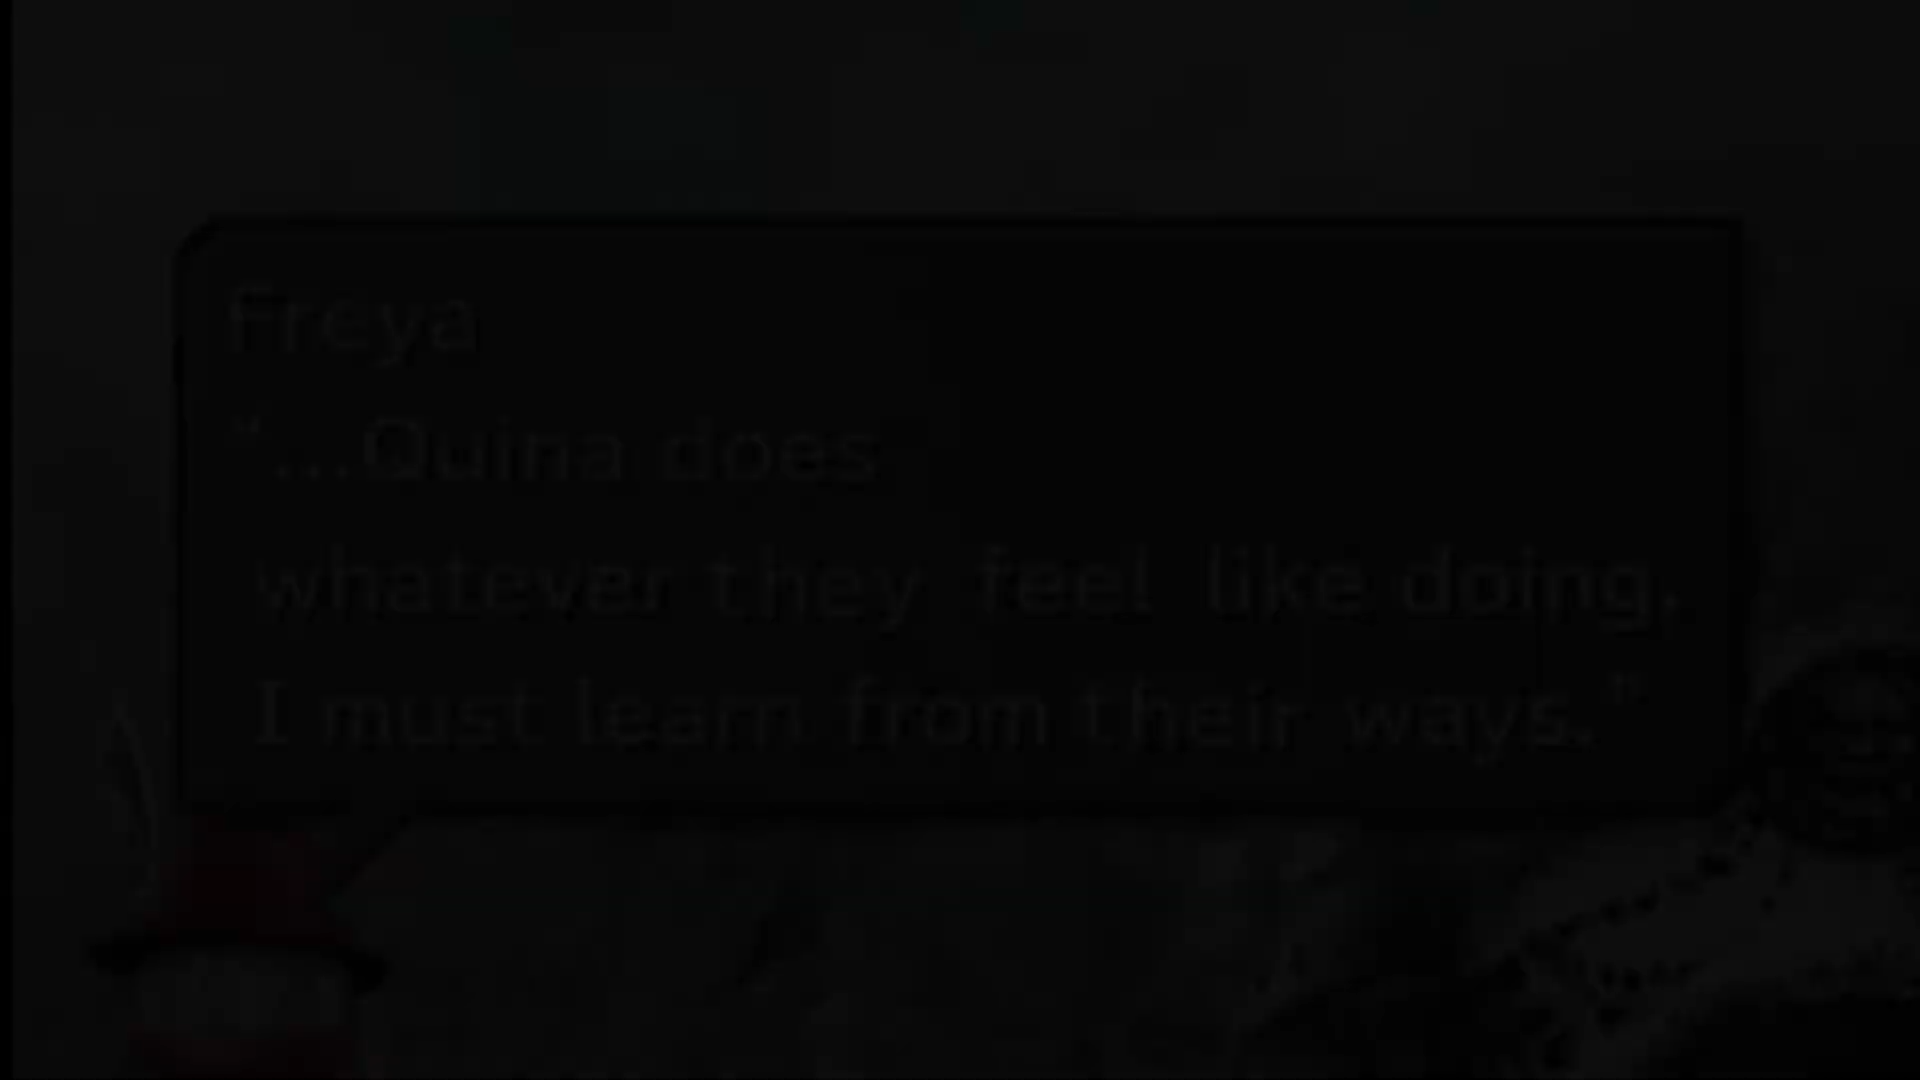 Freya
“...Quina does
whatever they feel like doing.
I must learn from their ways.”